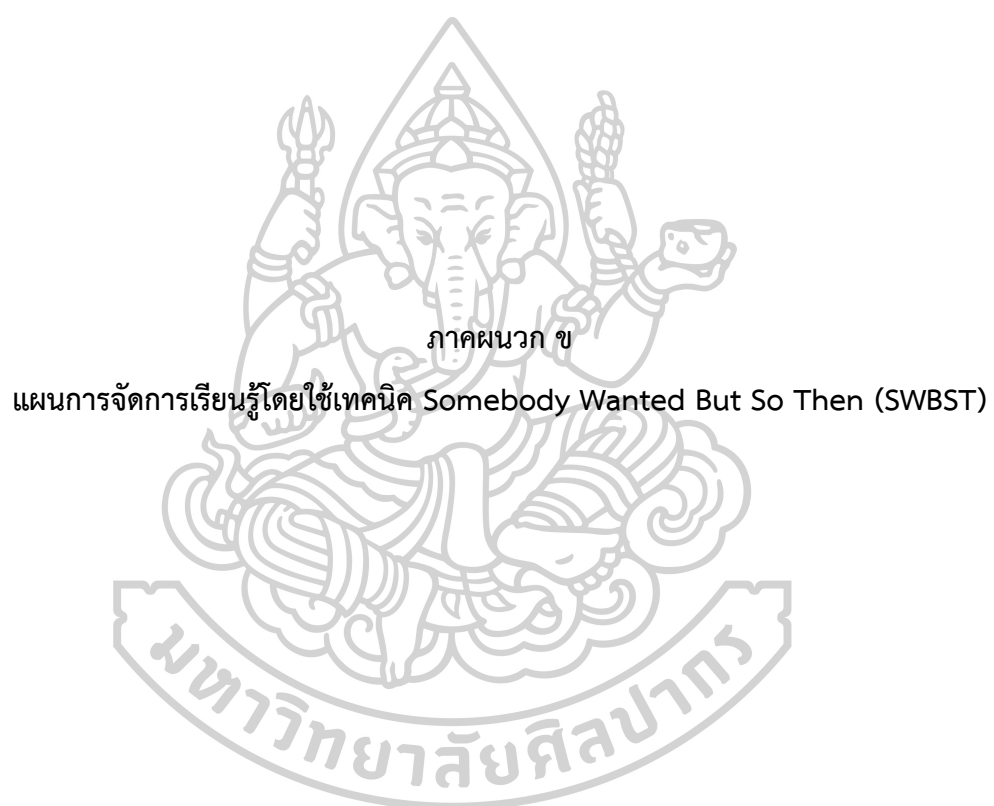 ภาคผนวก ข
แผนการจัดการเรียนรู้โดยใช้เทคนิค Somebody Wanted But So Then (SWBST)
มหาวิทยาลัยศิลปากร